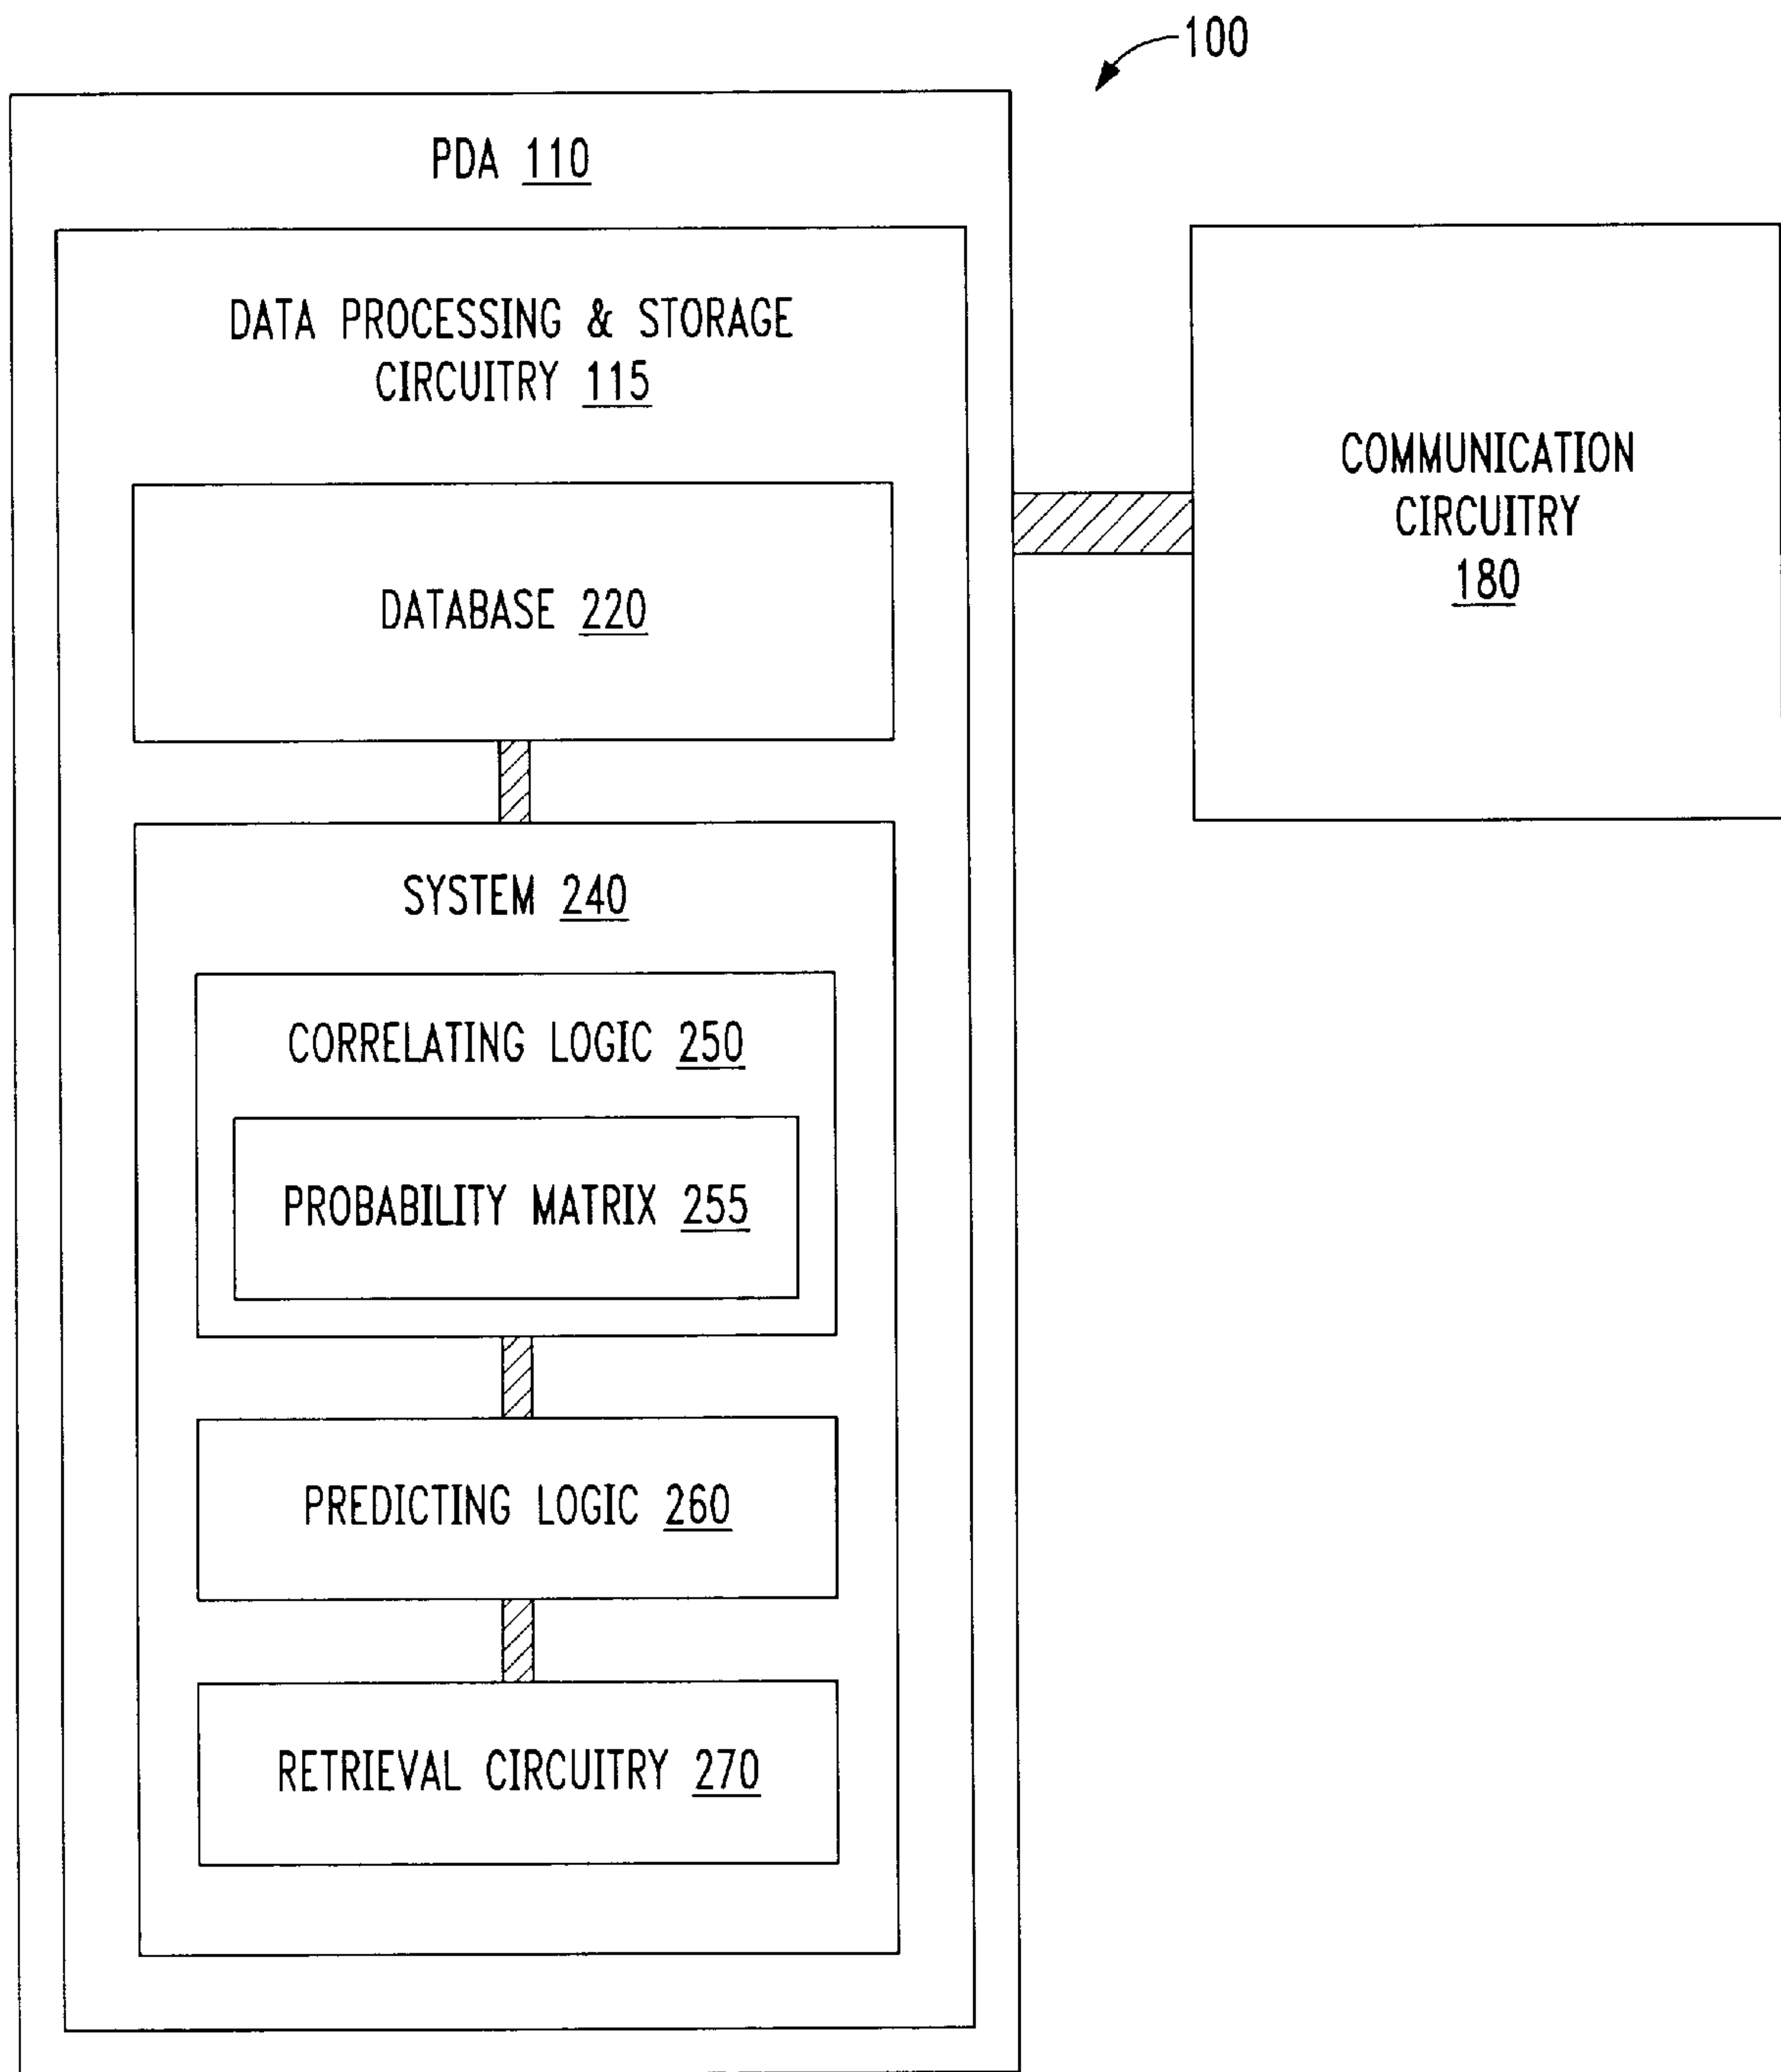 100
PDA 110
DATA PROCESSING & STORAGE
CIRCUITRY 115
DATABASE 220
SYSTEM 240
CORRELATING LOGIC 250
PROBABILITY MATRIX 255
PREDICTING LOGIC 260
RETRIEVAL CIRCUITRY 270
COMMUNICATION
CIRCUITRY
180